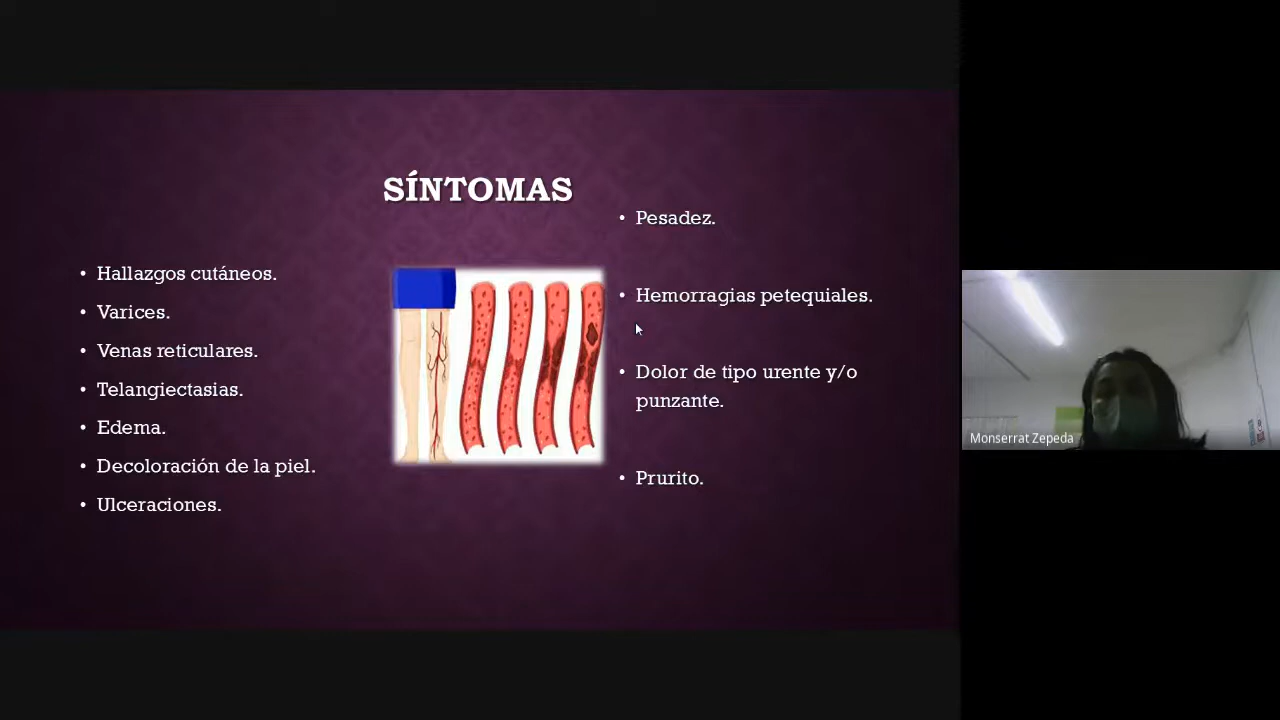 SÍNTOMAS
• Hallazgos cutáneos.
• Varices.
• Venas reticulares.
• Telangiectasias.
• Edema.
• Decoloración de la piel.
• Ulceraciones.
• Pesadez.
• Hemorragias petequiales.
• Dolor de tipo urente y/o
punzante.
• Prurito.
Monserrat Zepeda